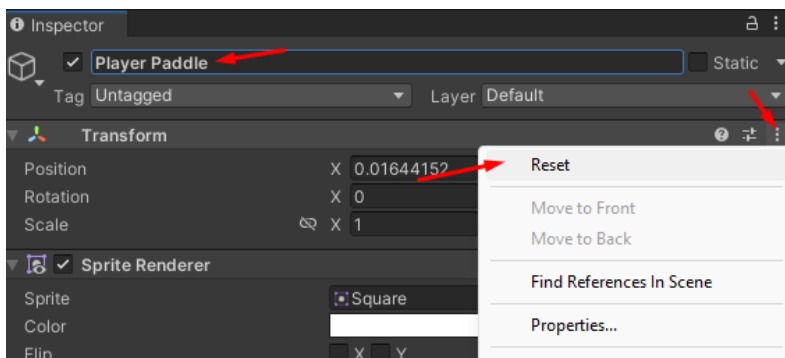 Inspector
Player Paddle
Static
Tag Untagged
Layer Default
Transform
Position X 0.01644152
Reset
Rotation X 0
Move to Front
Scale X 1
Move to Back
Sprite Renderer
Find References In Scene
Sprite Square
Color
Properties...
Flip X Y